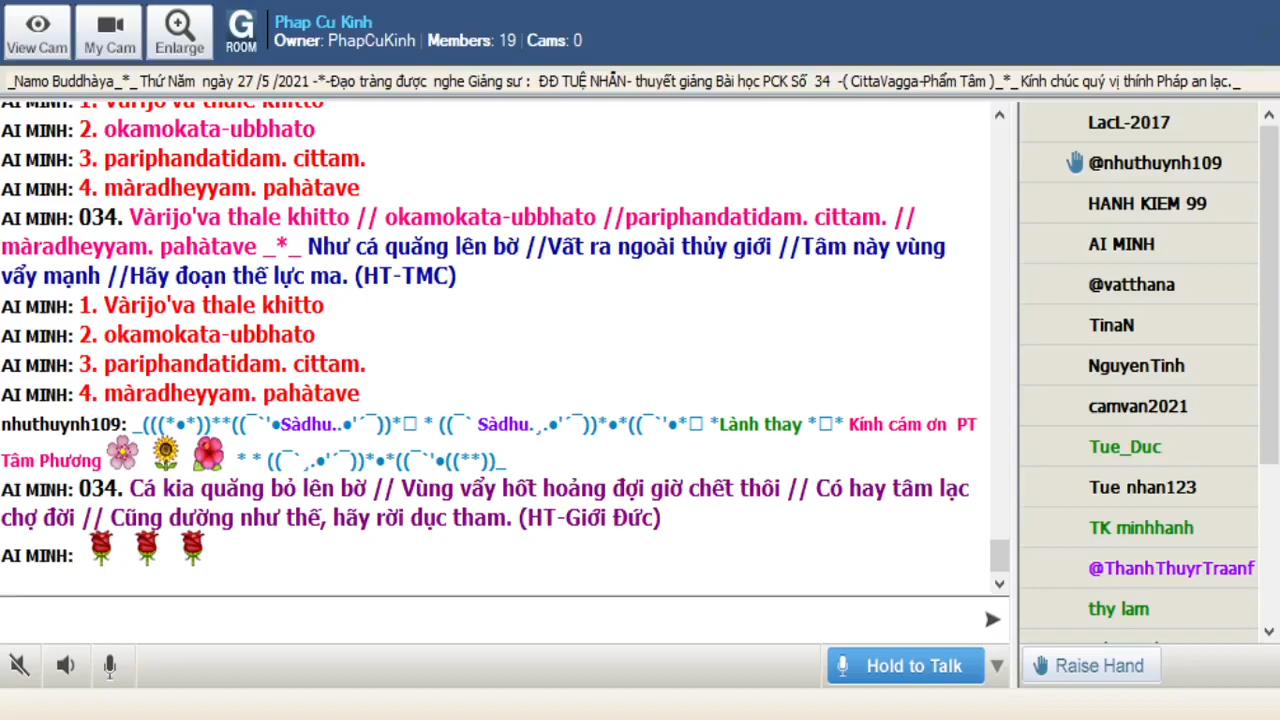 Phap Cu Kinh
Owner: PhapCuKinh | Members: 19 | Cams: 0
View Cam
My Cam
Enlarge
G ROOM
_Namo Buddhàya_*_ Thứ Năm ngày 27 /5 /2021 -*-Đạo tràng được nghe Giảng sư : ĐĐ TUỆ NHẪN- thuyết giảng Bài học PCK Số 34 -( CittaVagga-Phẩm Tâm )_*_ Kính chúc quý vị thính Pháp an lạc._
AI MINH: 1. Vàrijo'va thale khitto
AI MINH: 2. okamokata-ubbhato
AI MINH: 3. pariphandatidam. cittam.
AI MINH: 4. màradheyyam. pahàtave
AI MINH: 034. Vàrijo'va thale khitto // okamokata-ubbhato //pariphandatidam. cittam. //
màradheyyam. pahàtave _*_ Như cá quăng lên bờ //Vất ra ngoài thủy giới //Tâm này vùng
vẩy mạnh //Hãy đoạn thế lực ma. (HT-TMC)
AI MINH: 1. Vàrijo'va thale khitto
AI MINH: 2. okamokata-ubbhato
AI MINH: 3. pariphandatidam. cittam.
AI MINH: 4. màradheyyam. pahàtave
nhuthuynh109: _(((*•*))**((¯`'•Sàdhu..•'´¯))*□ * ((¯` Sàdhu.¸.•'´¯))*•*((¯`'•*□ *Lành thay *□* Kính cám ơn PT
Tâm Phương * * ((¯`¸.•'´¯))*•*((¯`'•((**))_
AI MINH: 034. Cá kia quăng bỏ lên bờ // Vùng vẩy hốt hoảng đợi giờ chết thôi // Có hay tâm lạc
chợ đời // Cũng dường như thế, hãy rời dục tham. (HT-Giới Đức)
AI MINH:
LacL-2017
@nhuthuynh109
HANH KIEM 99
AI MINH
@vatthana
TinaN
NguyenTinh
camvan2021
Tue_Duc
Tue nhan123
TK minhhanh
@ThanhThuyrTraanf
thy lam
Hold to Talk
Raise Hand